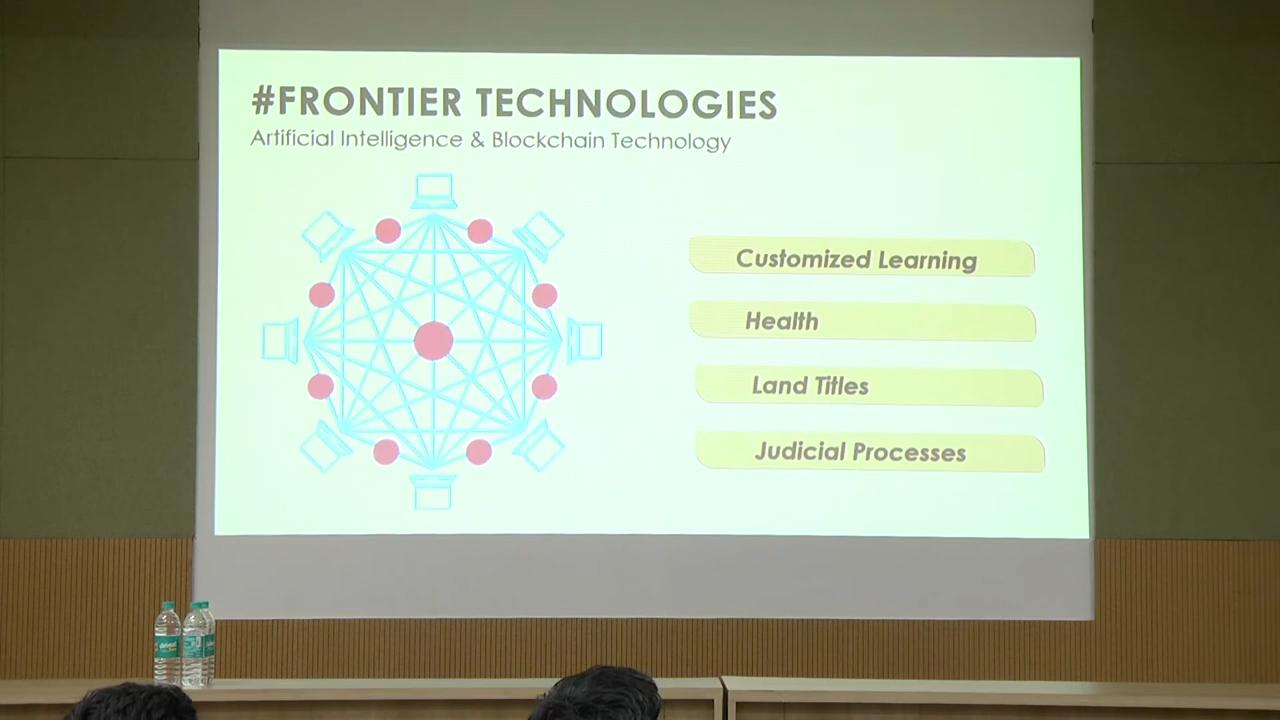 #FRONTIER TECHNOLOGIES
Artificial Intelligence & Blockchain Technology
Customized Learning
Health
Land Titles
Judicial Processes